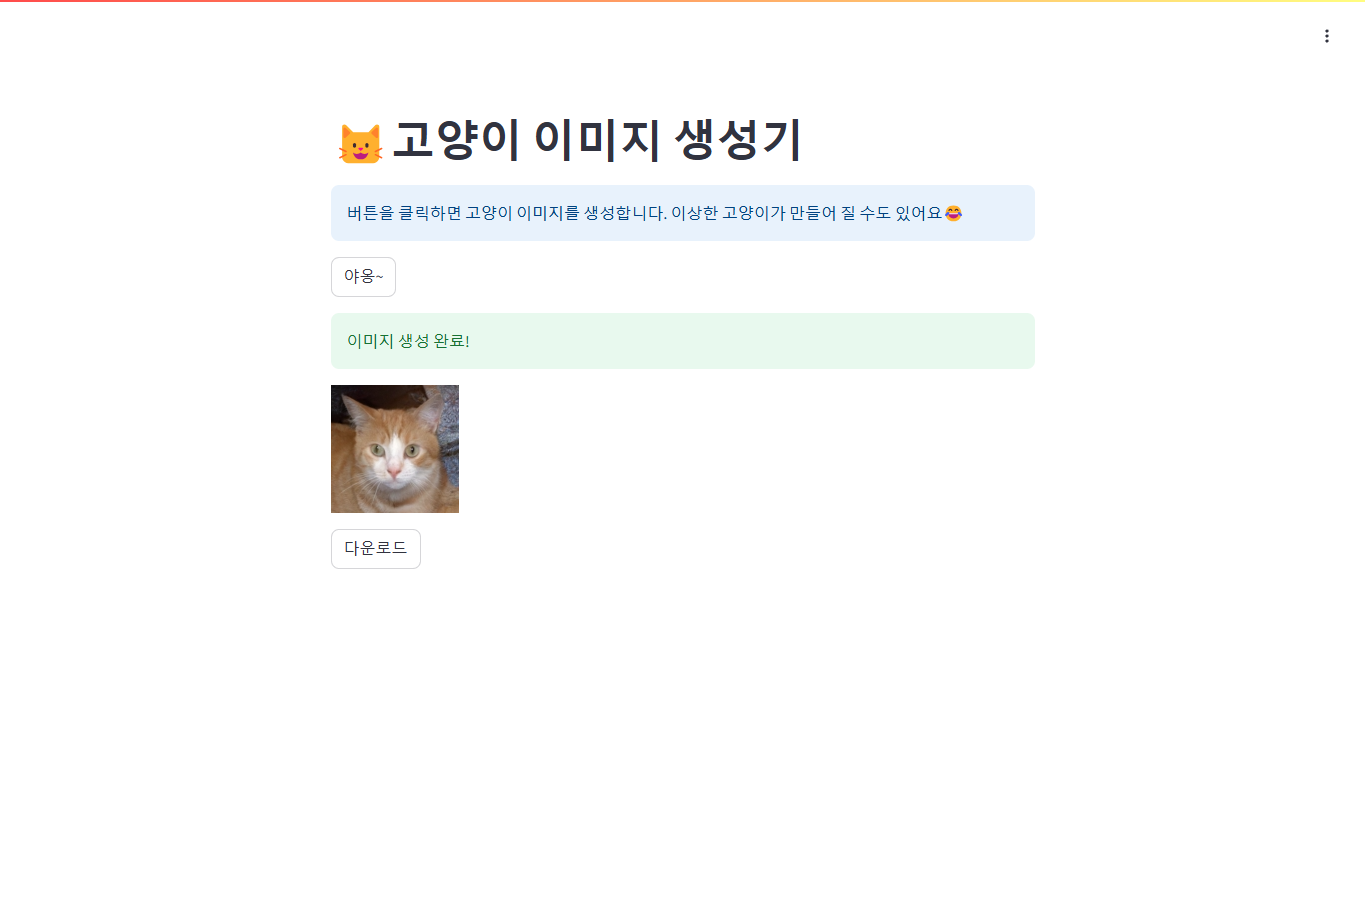 😺 고양이 이미지 생성기
버튼을 클릭하면 고양이 이미지를 생성합니다. 이상한 고양이가 만들어 질 수도 있어요😂
야옹~
이미지 생성 완료!
다운로드